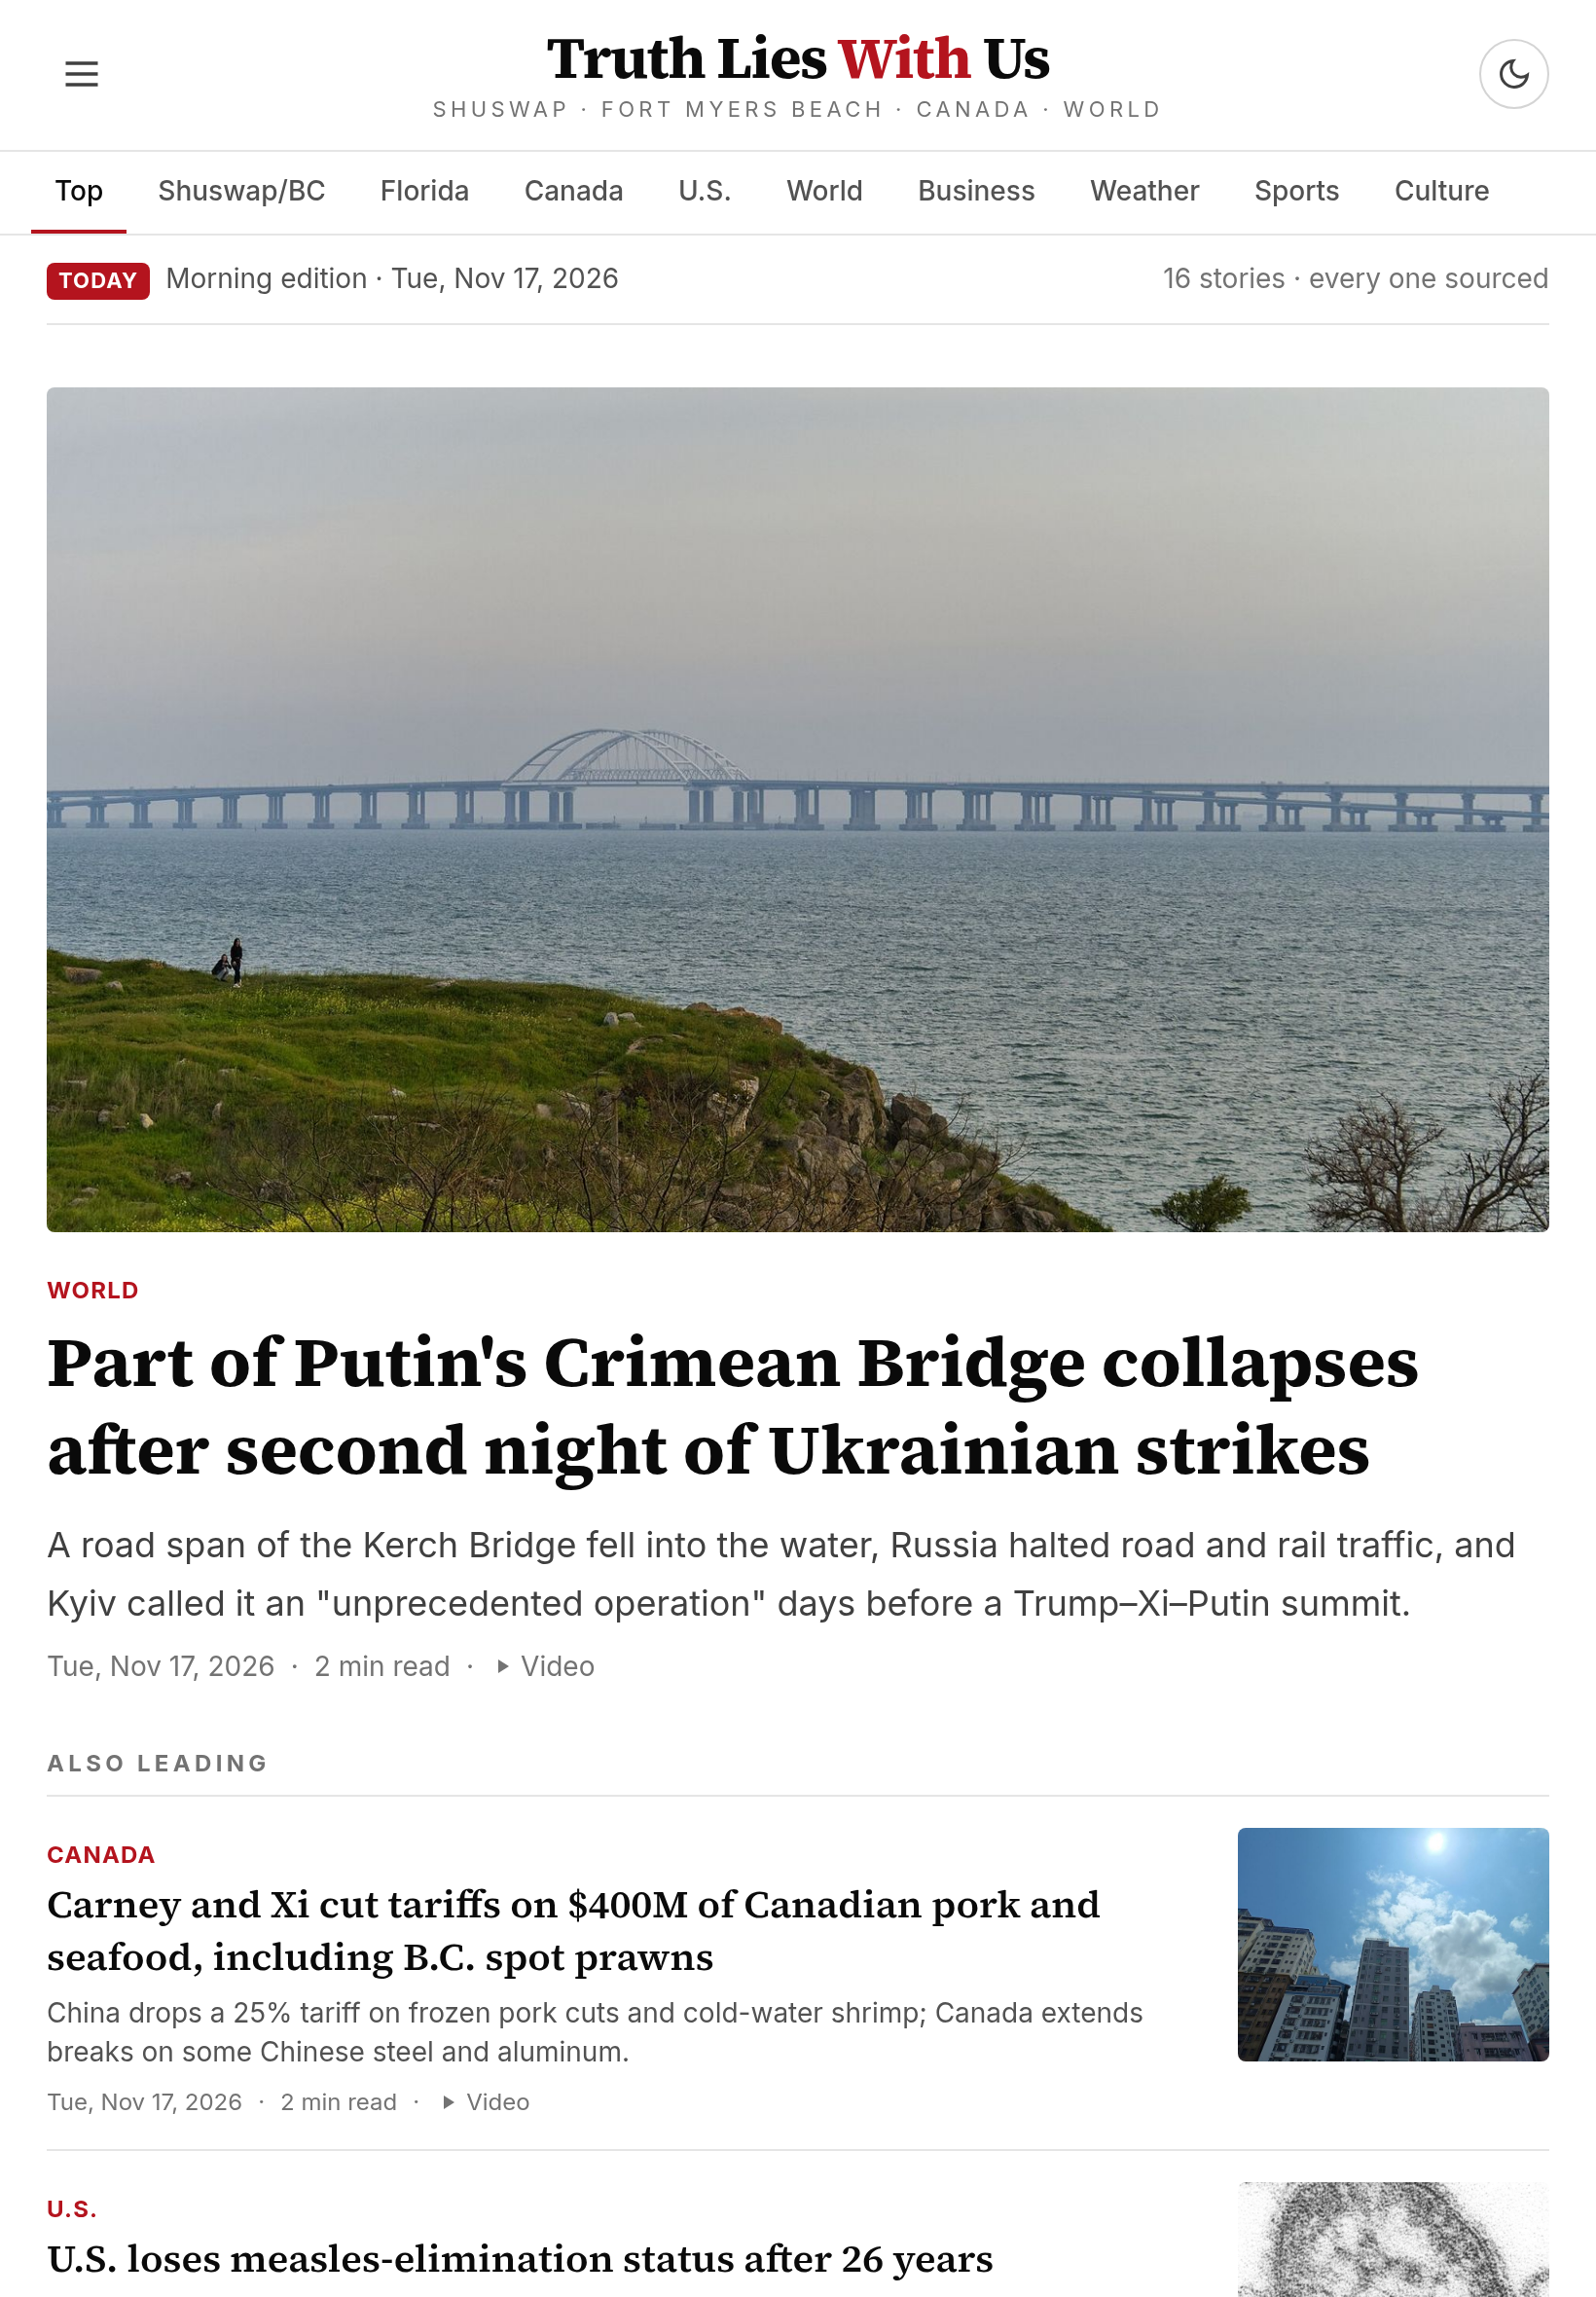 Truth Lies With Us
SHUSWAP · FORT MYERS BEACH · CANADA · WORLD
Top Shuswap/BC Florida Canada U.S. World Business Weather Sports Culture
TODAY Morning edition · Tue, Nov 17, 2026 16 stories · every one sourced
WORLD
Part of Putin's Crimean Bridge collapses
after second night of Ukrainian strikes
A road span of the Kerch Bridge fell into the water, Russia halted road and rail traffic, and
Kyiv called it an "unprecedented operation" days before a Trump–Xi–Putin summit.
Tue, Nov 17, 2026 · 2 min read · Video
ALSO LEADING
CANADA
Carney and Xi cut tariffs on $400M of Canadian pork and
seafood, including B.C. spot prawns
China drops a 25% tariff on frozen pork cuts and cold-water shrimp; Canada extends
breaks on some Chinese steel and aluminum.
Tue, Nov 17, 2026 · 2 min read · Video
U.S.
U.S. loses measles-elimination status after 26 years